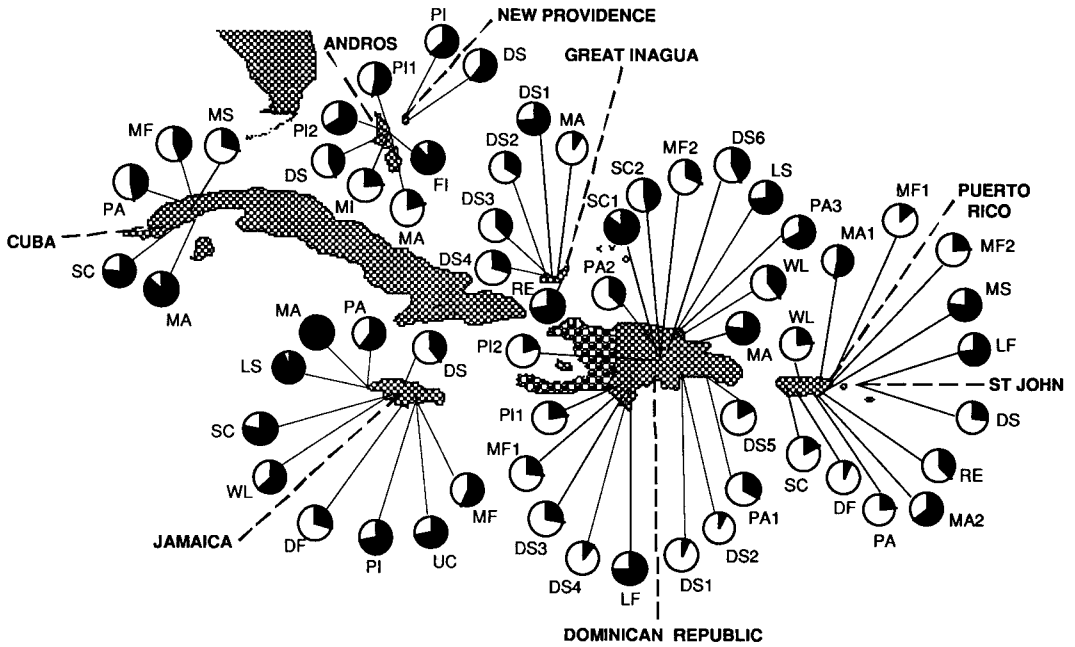 PI
NEW PROVIDENCE
ANDROS
DS
GREAT INAGUA
PI1
DS1
MA
MS
MF
PI2
DS2
SC2
MF2
DS6
LS
DS
FI
SC1
MF1
PUERTO
RICO
PA
MI
DS3
PA3
MA1
MF2
MA
CUBA
DS4
PA2
WL
SC
RE
MS
MA
MA
PA
WL
LF
DS
PI2
MA
LS
ST JOHN
PI1
DS5
DS
SC
MF1
SC
RE
WL
MF
PA1
DF
JAMAICA
DF
DS3
DS2
PA
MA2
PI
UC
DS4
LF
DS1
DOMINICAN REPUBLIC